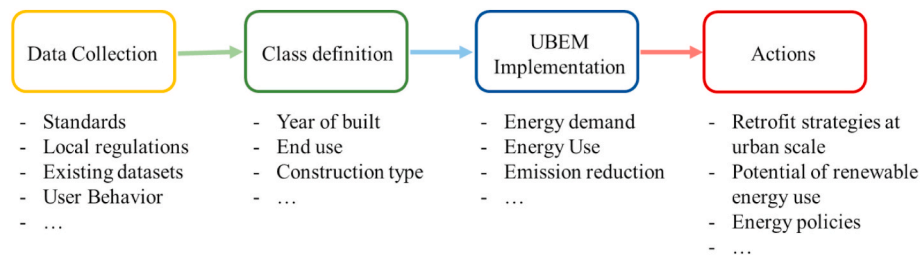 Data Collection
- Standards
- Local regulations
- Existing datasets
- User Behavior
- …
Class definition
- Year of built
- End use
- Construction type
- …
UBEM
Implementation
- Energy demand
- Energy Use
- Emission reduction
- …
Actions
- Retrofit strategies at
urban scale
- Potential of renewable
energy use
- Energy policies
- …